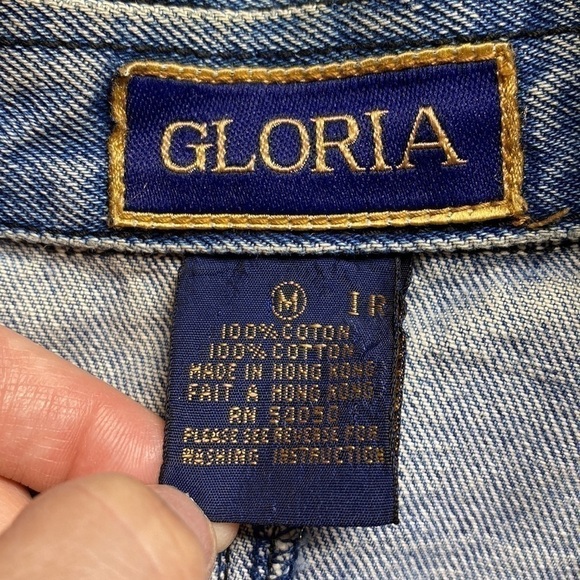 GLORIA
M I R
100% COTON
100% COTTON
MADE IN HONG KONG
FAIT A HONG KONG
RN 54050
PLEASE SEE REVERSE FOR
WASHING INSTRUCTION